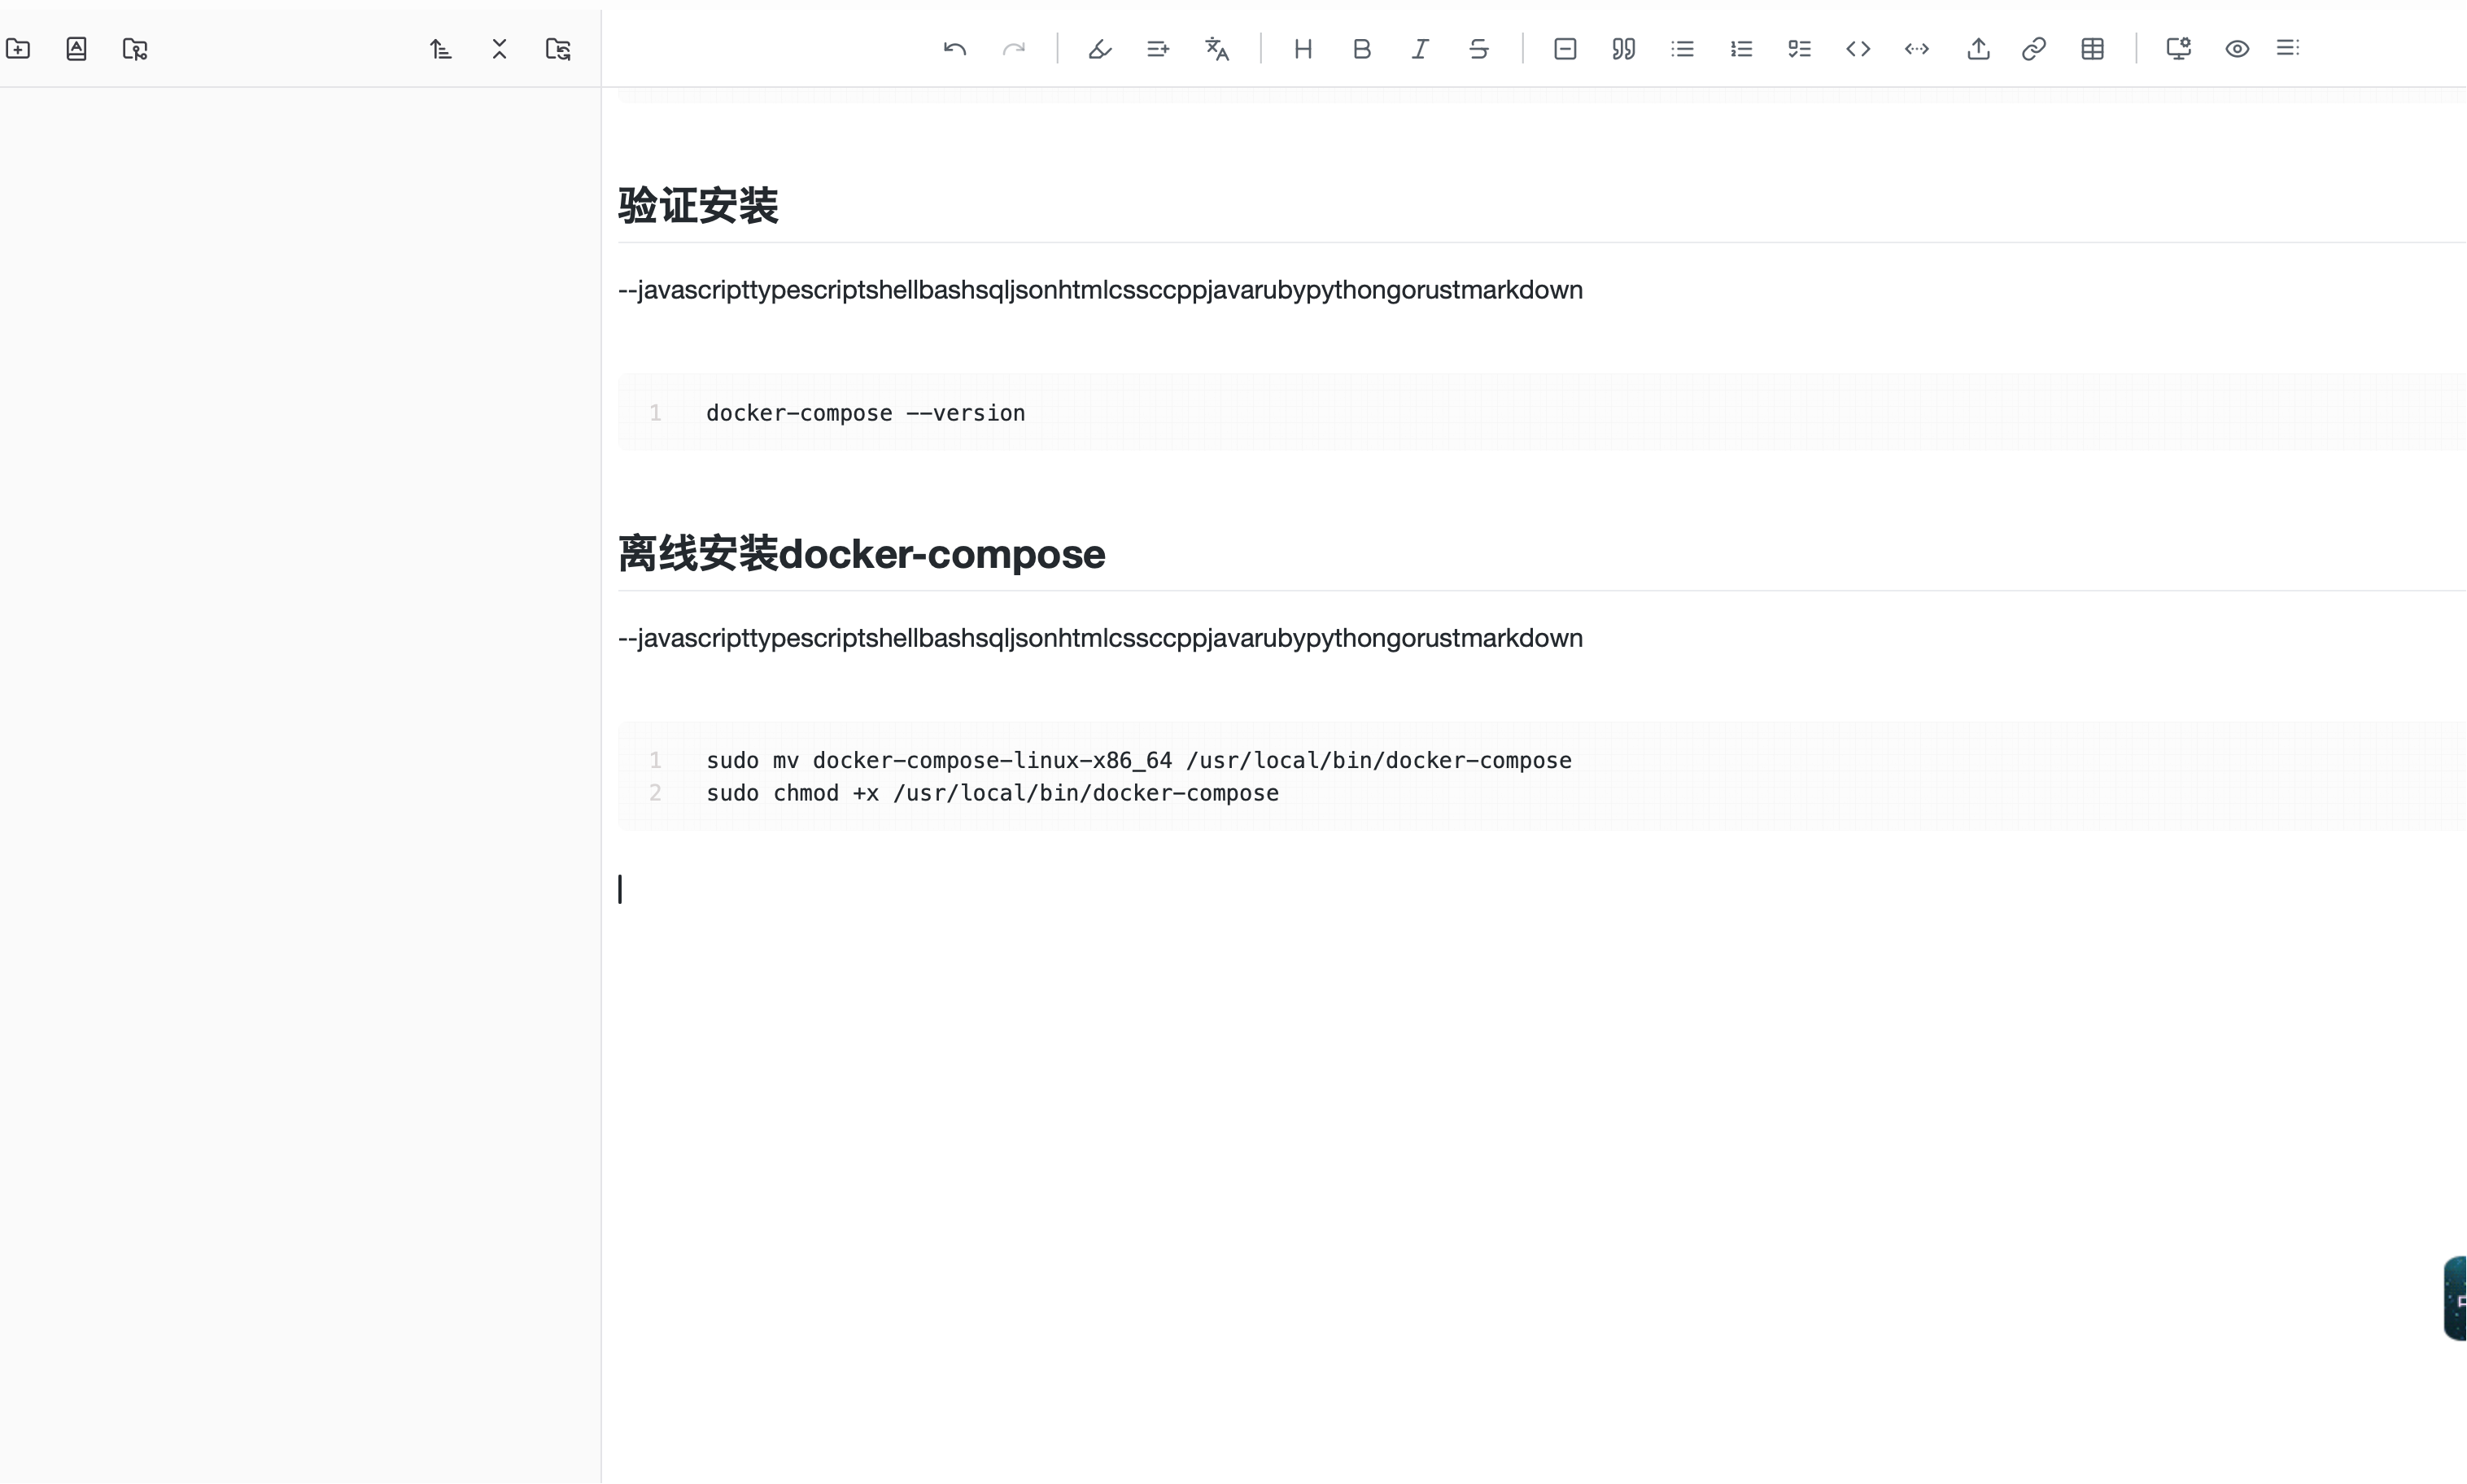 验证安装
--javascripttypescriptshellbashsqljsonhtmlcssccppjavarubypythongorustmarkdown
1 docker-compose --version
离线安装docker-compose
--javascripttypescriptshellbashsqljsonhtmlcssccppjavarubypythongorustmarkdown
1 sudo mv docker-compose-linux-x86_64 /usr/local/bin/docker-compose
2 sudo chmod +x /usr/local/bin/docker-compose